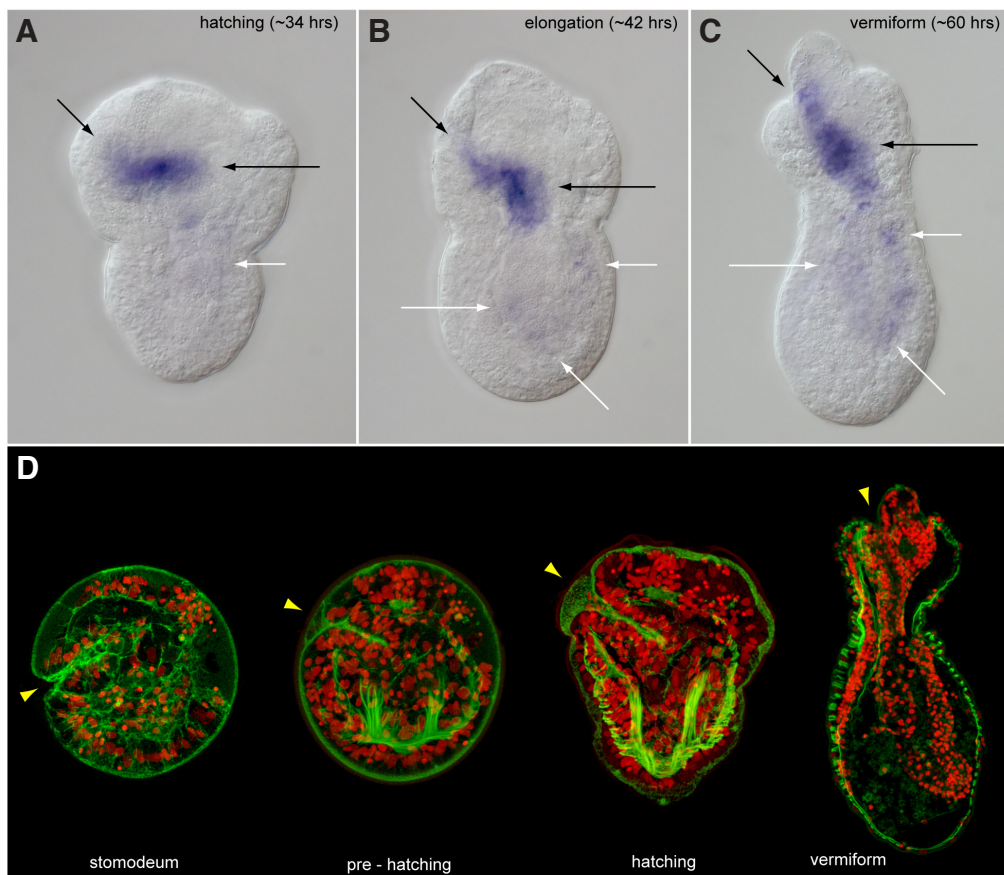 A
hatching (~34 hrs)
B
elongation (~42 hrs)
C
vermiform (~60 hrs)
D
stomodeum
pre - hatching
hatching
vermiform